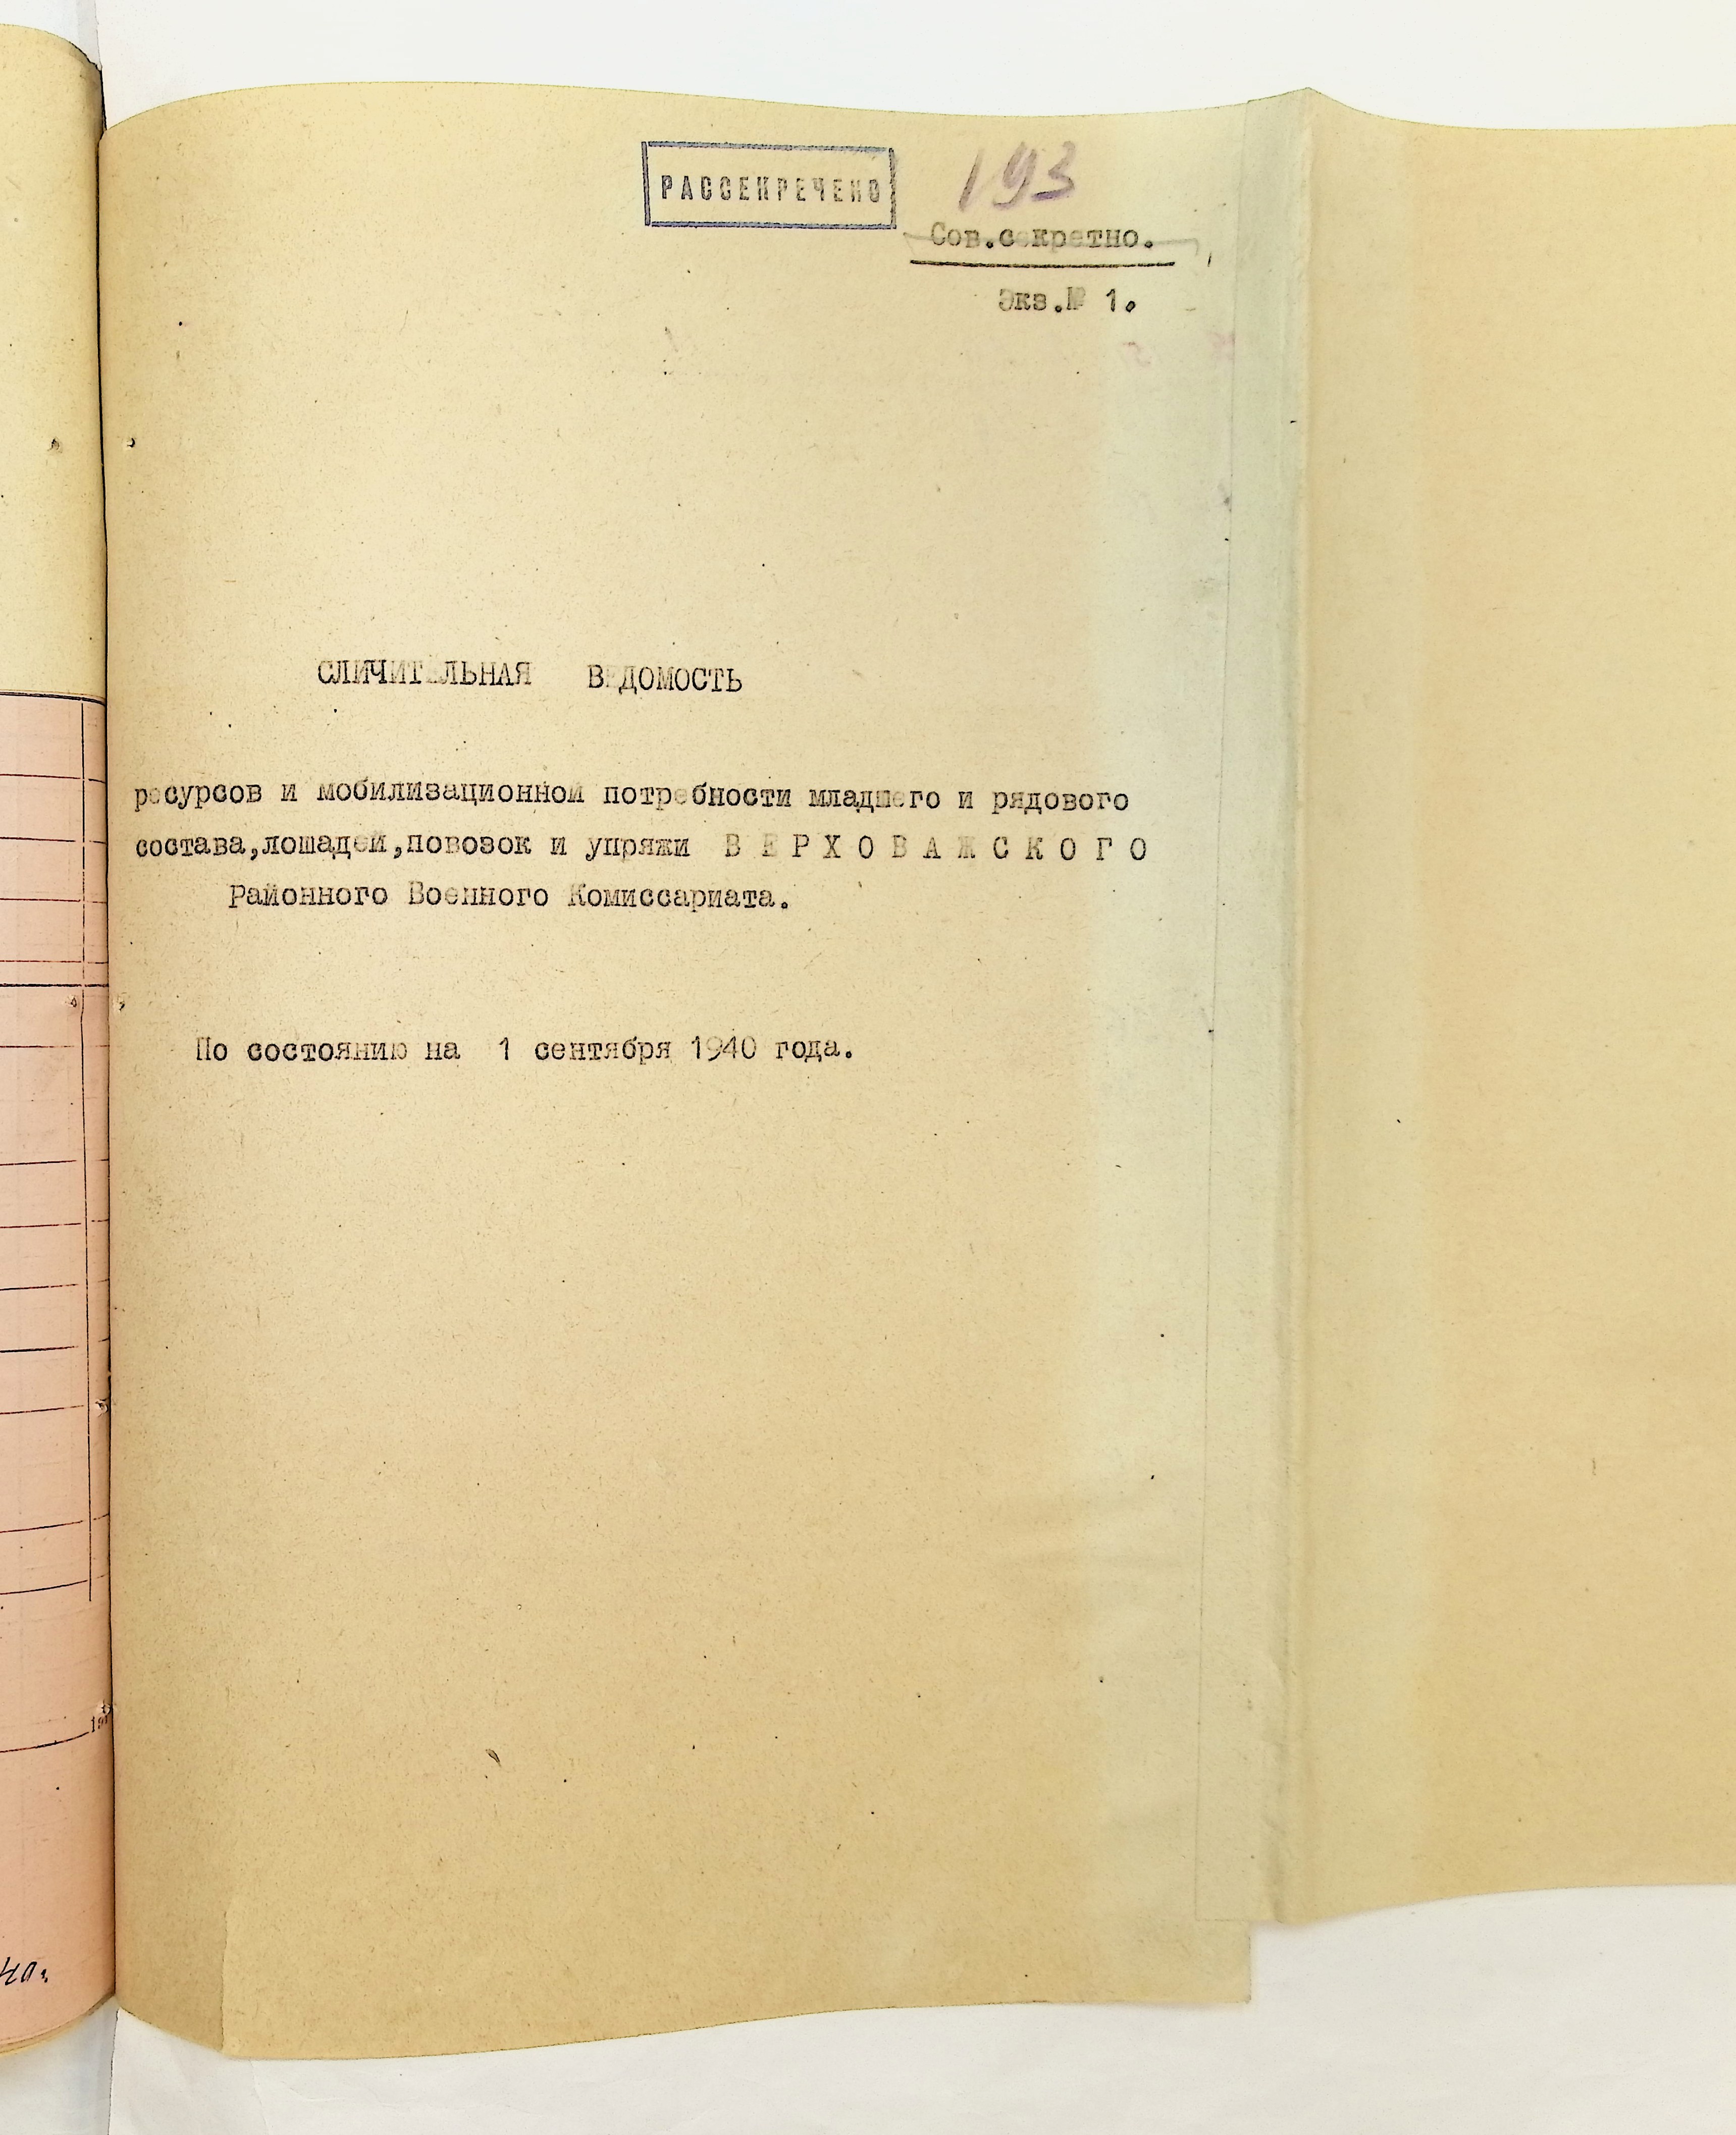 РАССЕКРЕЧЕНО
193
Сов.секретно.
Экз.№ 1.
СЛИЧИТЕЛЬНАЯ ВЕДОМОСТЬ
ресурсов и мобилизационной потребности младшего и рядового
состава,лошадей,повозок и упряжи В Е Р Х О В А Ж С К О Г О
Районного Военного Комиссариата.
По состоянию на 1 сентября 1940 года.